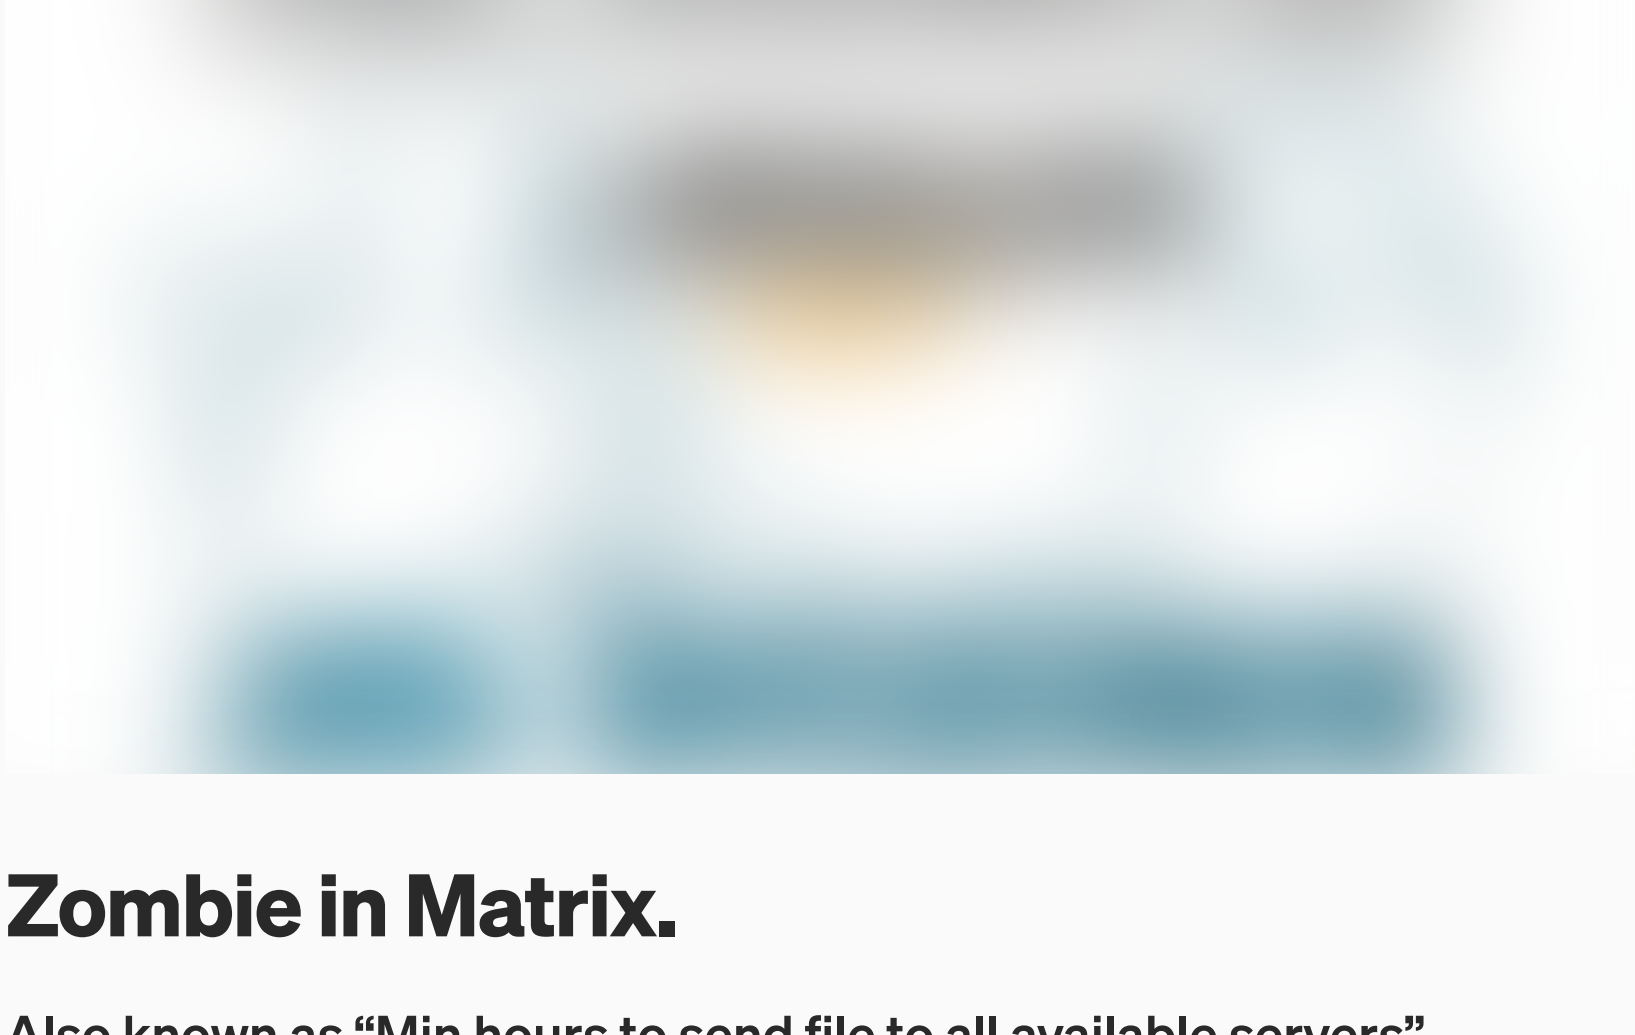 Zombie in Matrix.
Also known as “Min hours to send file to all available servers”